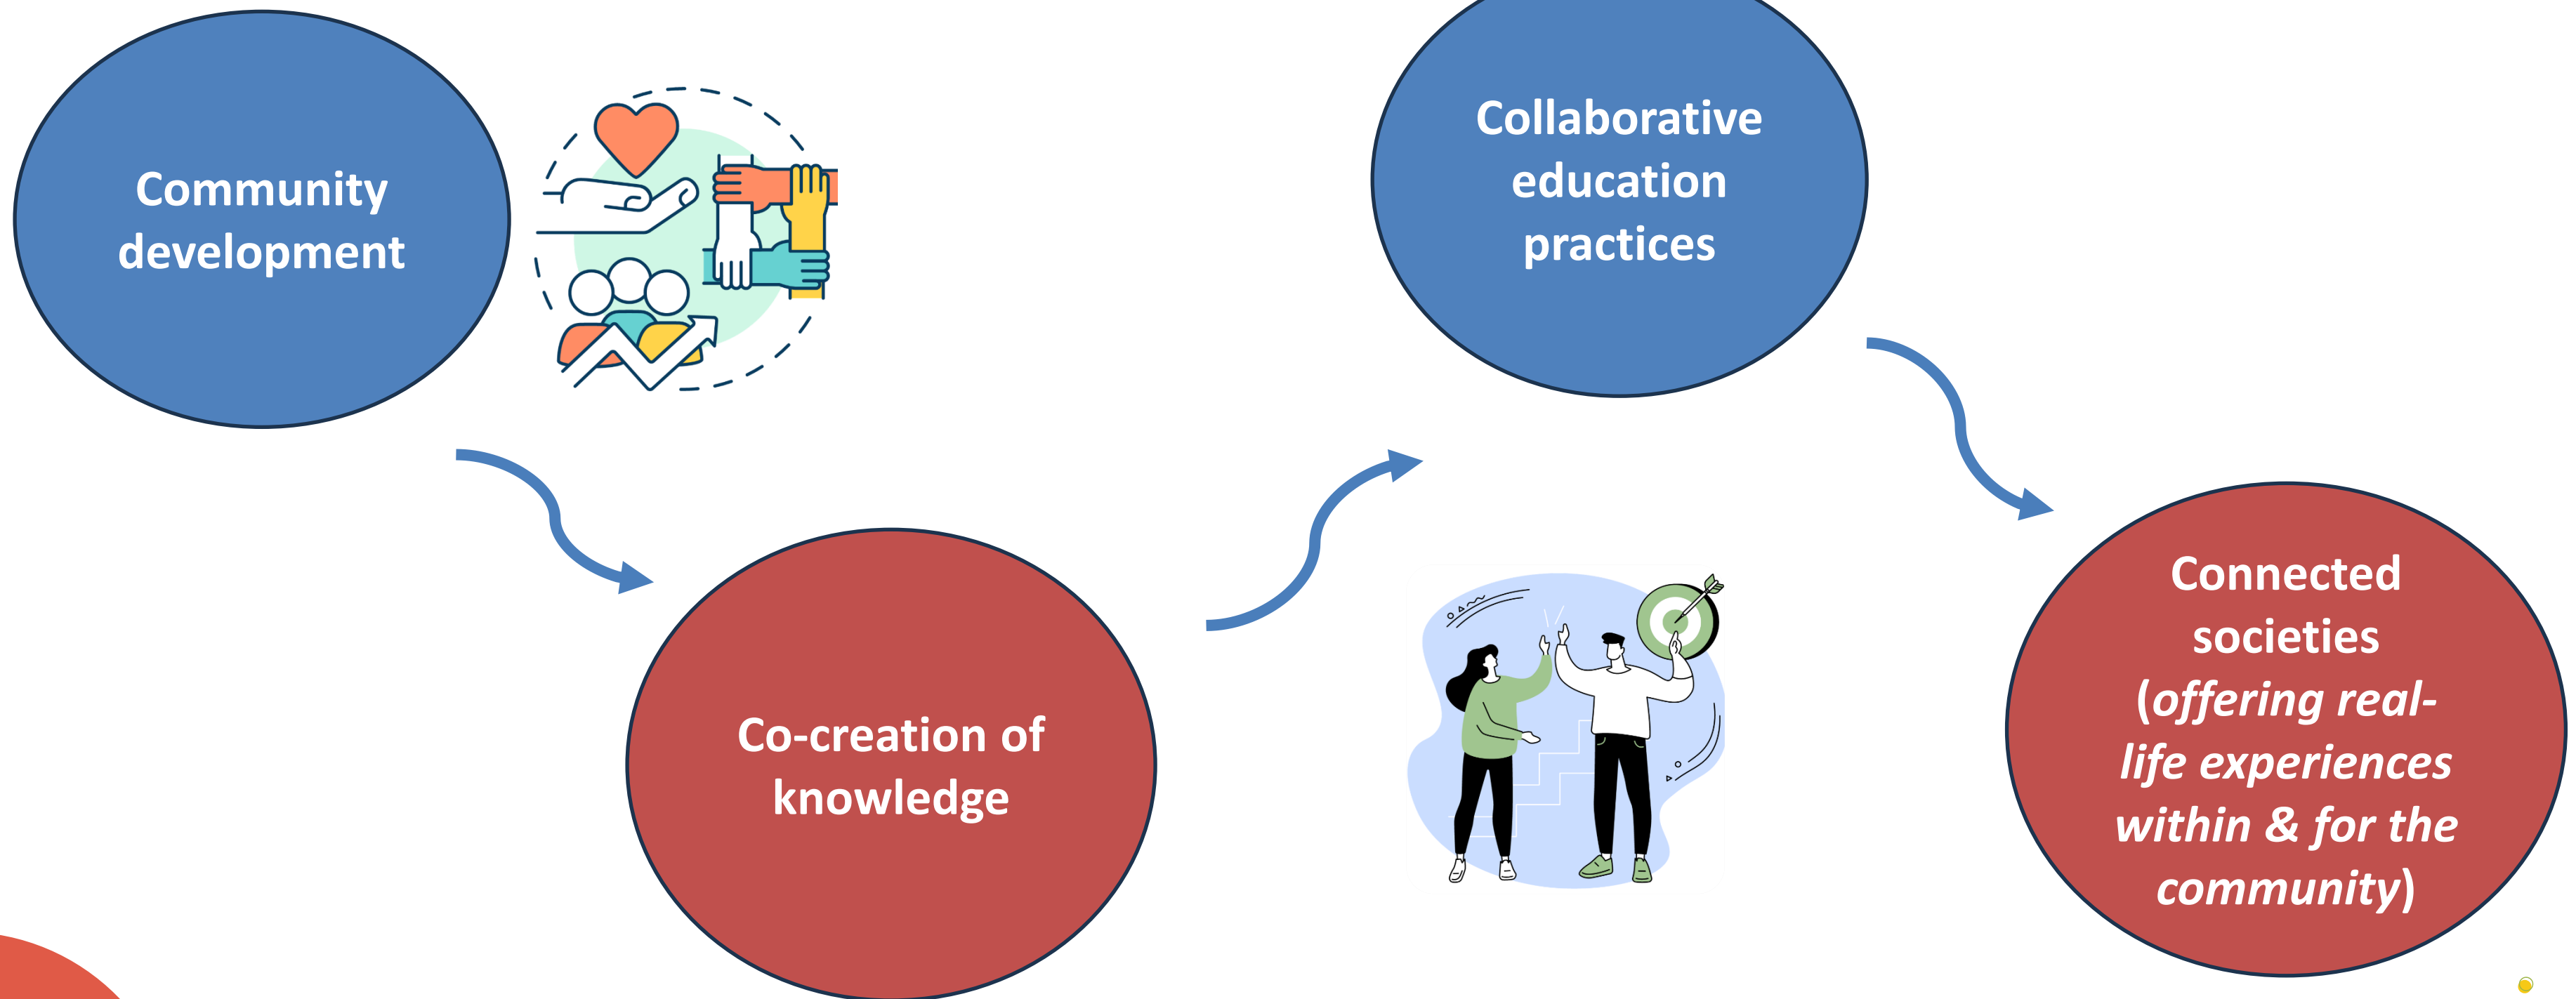 Community
development
Co-creation of
knowledge
Collaborative
education
practices
Connected
societies
(offering real-
life experiences
within & for the
community)